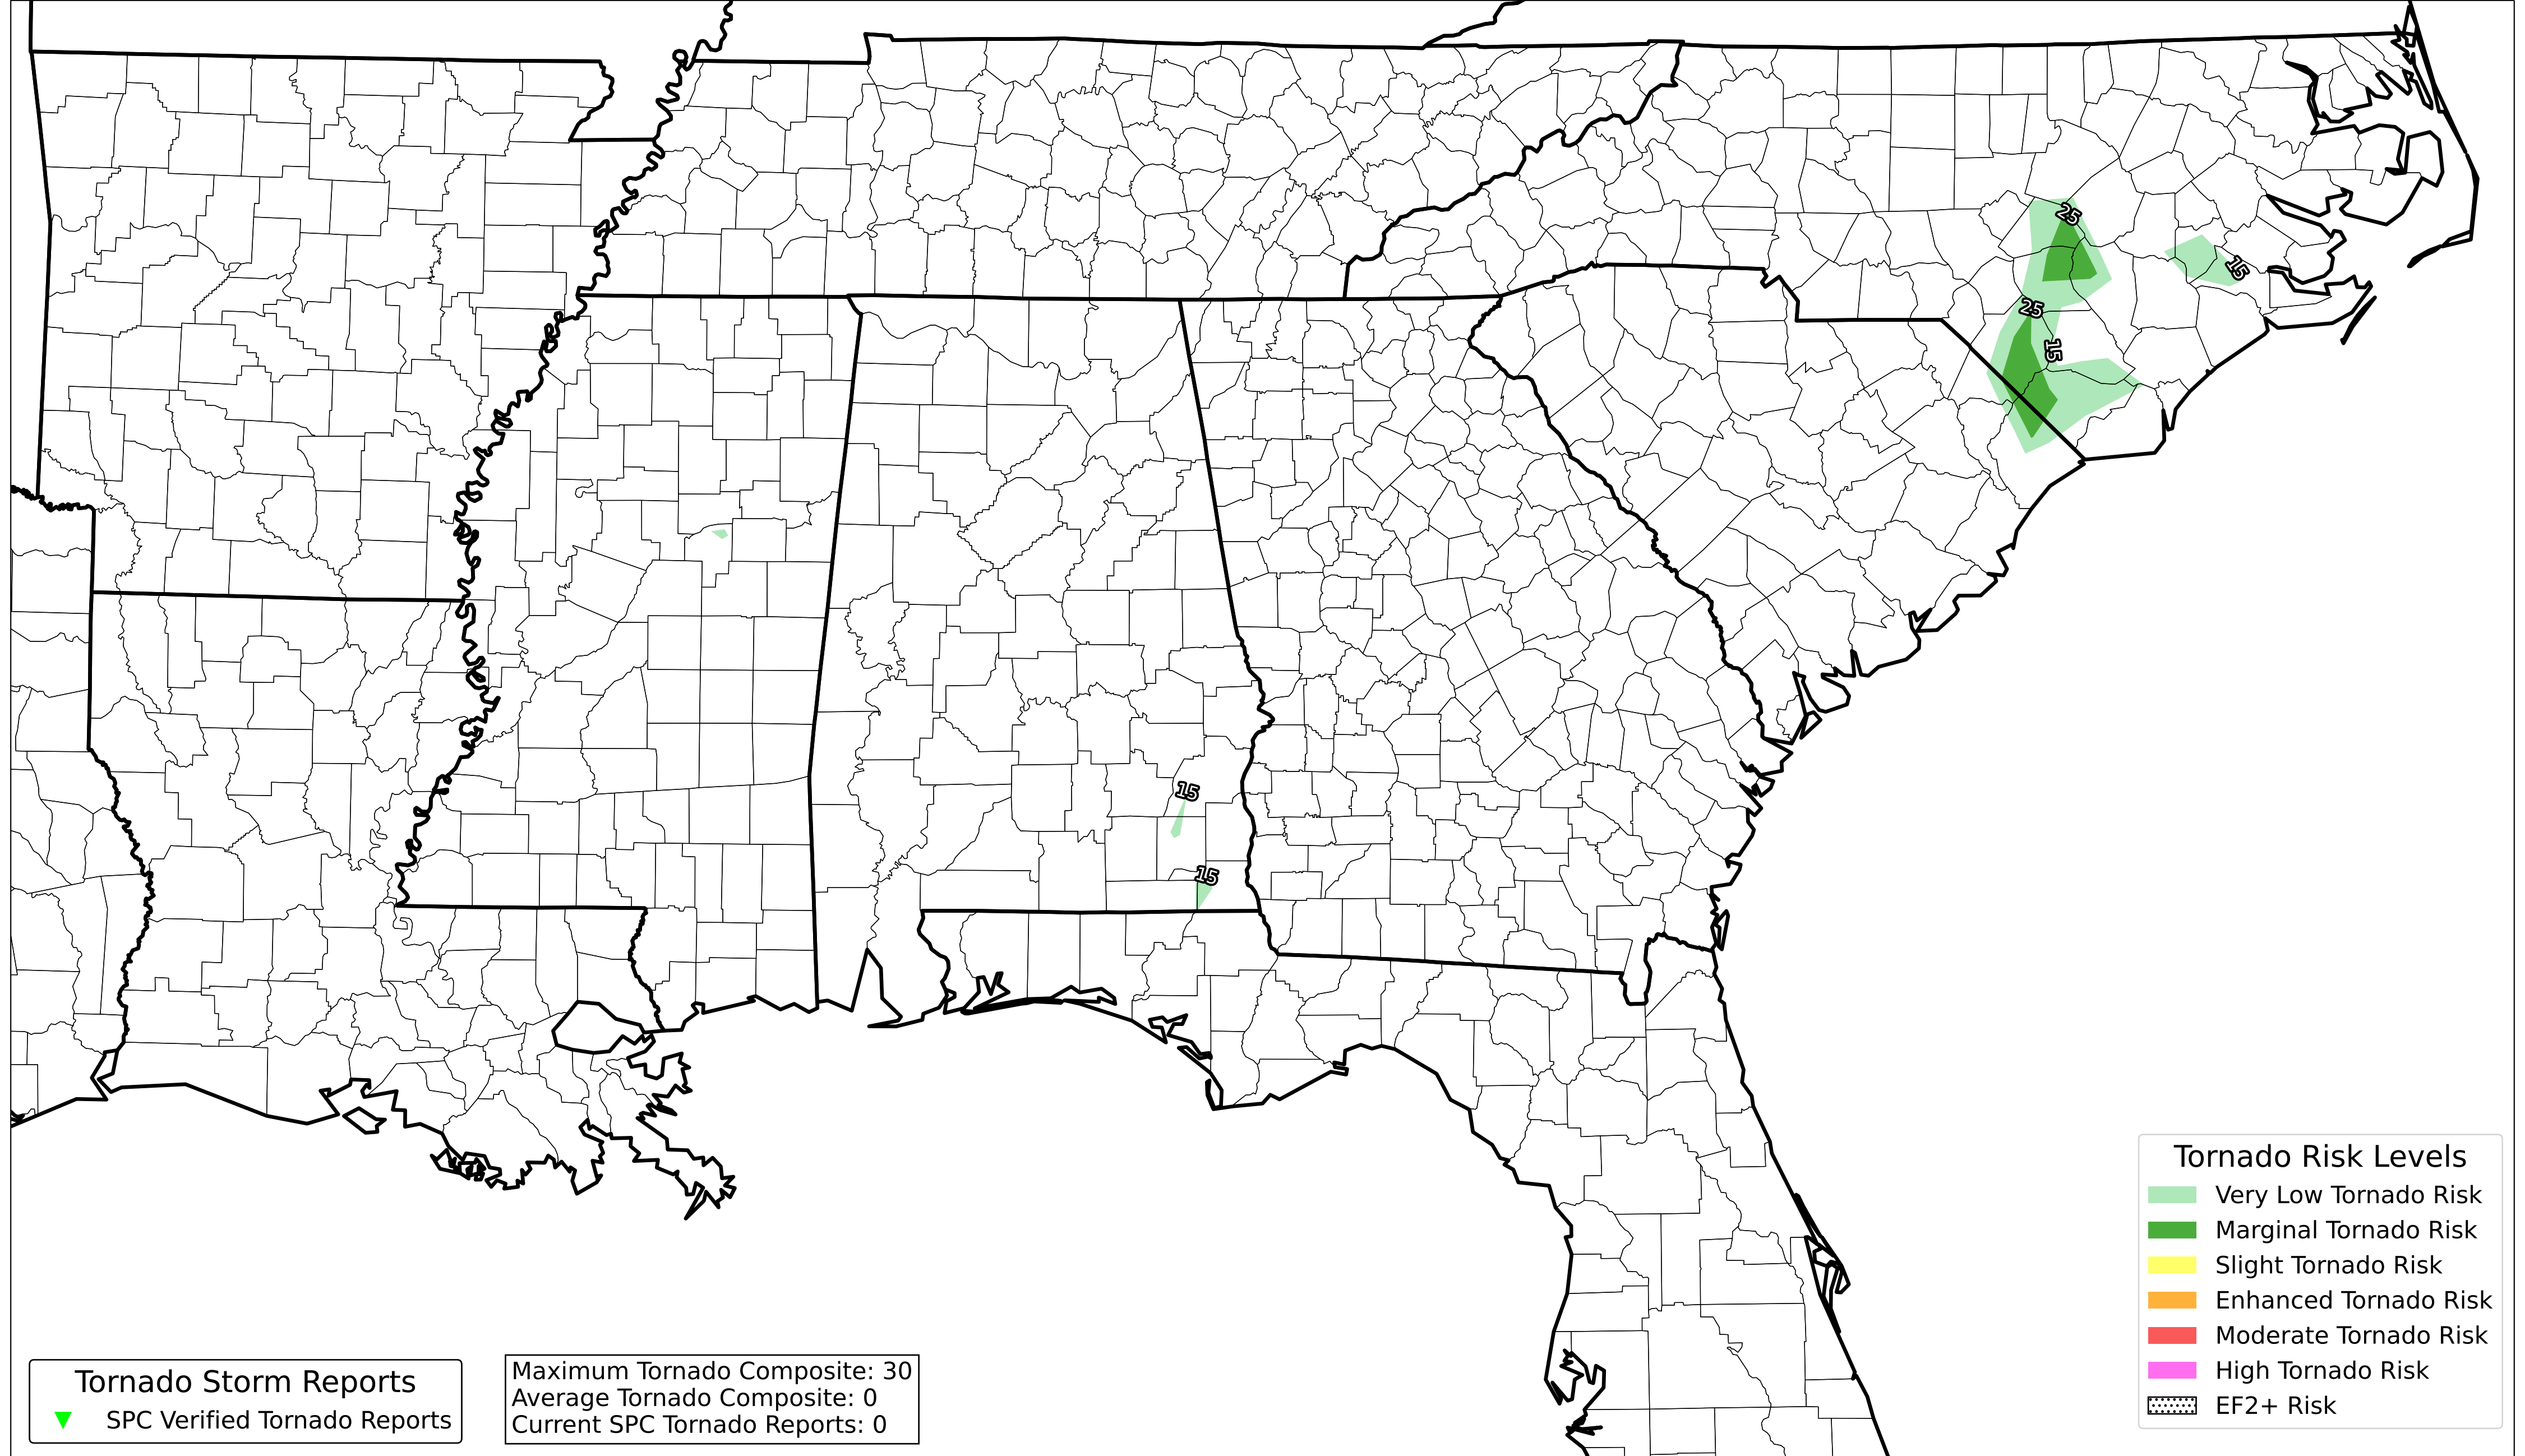 25
15
25
15
15
15
Tornado Risk Levels
Very Low Tornado Risk
Marginal Tornado Risk
Slight Tornado Risk
Enhanced Tornado Risk
Moderate Tornado Risk
High Tornado Risk
EF2+ Risk
Tornado Storm Reports
SPC Verified Tornado Reports
Maximum Tornado Composite: 30
Average Tornado Composite: 0
Current SPC Tornado Reports: 0